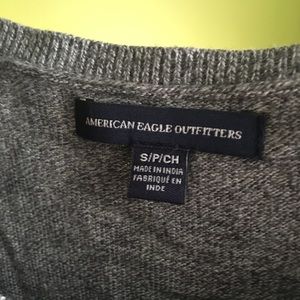 AMERICAN EAGLE OUTFITTERS
S/P/CH
MADE IN INDIA
FABRIQUÉ EN
INDE